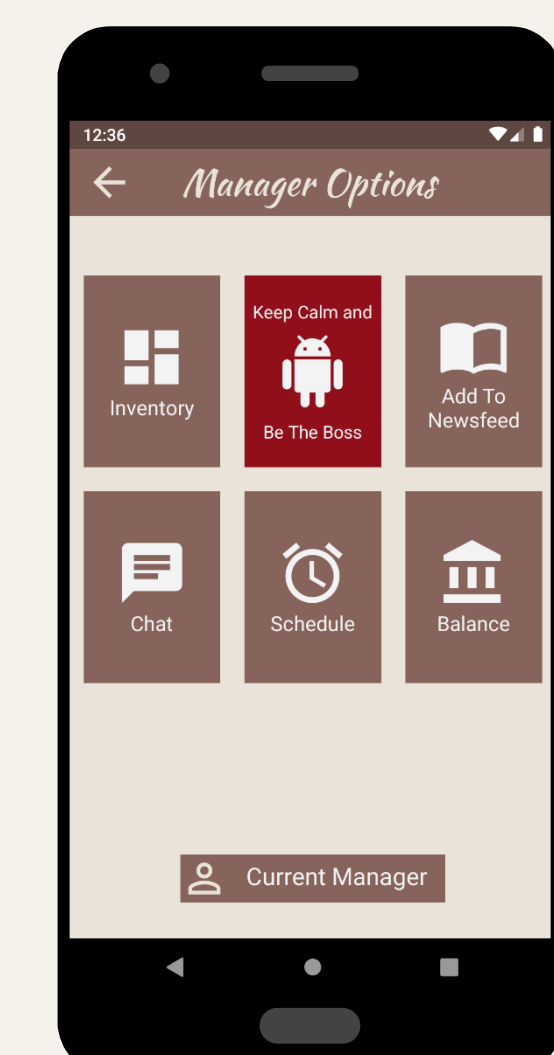 12:36
Manager Options
Inventory
Keep Calm and
Be The Boss
Add To
Newsfeed
Chat
Schedule
Balance
Current Manager